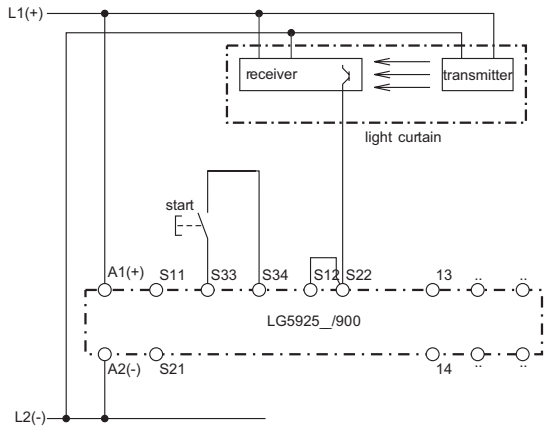 L1(+)
receiver
transmitter
light curtain
start
A1(+) S11 S33 S34 S12 S22 13 .. ..
LG5925_/900
A2(-) S21 14 .. ..
L2(-)